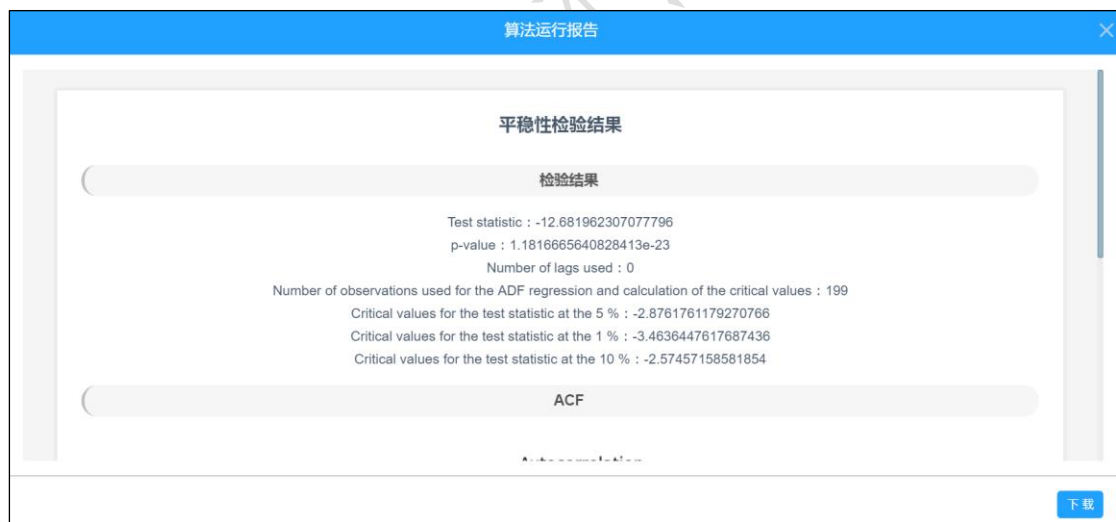 算法运行报告
平稳性检验结果
检验结果
Test statistic：-12.681962307077796
p-value：1.1816665640828413e-23
Number of lags used：0
Number of observations used for the ADF regression and calculation of the critical values：199
Critical values for the test statistic at the 5 %：-2.8761761179270766
Critical values for the test statistic at the 1 %：-3.4636447617687436
Critical values for the test statistic at the 10 %：-2.57457158581854
ACF
Autocorrelation
下载